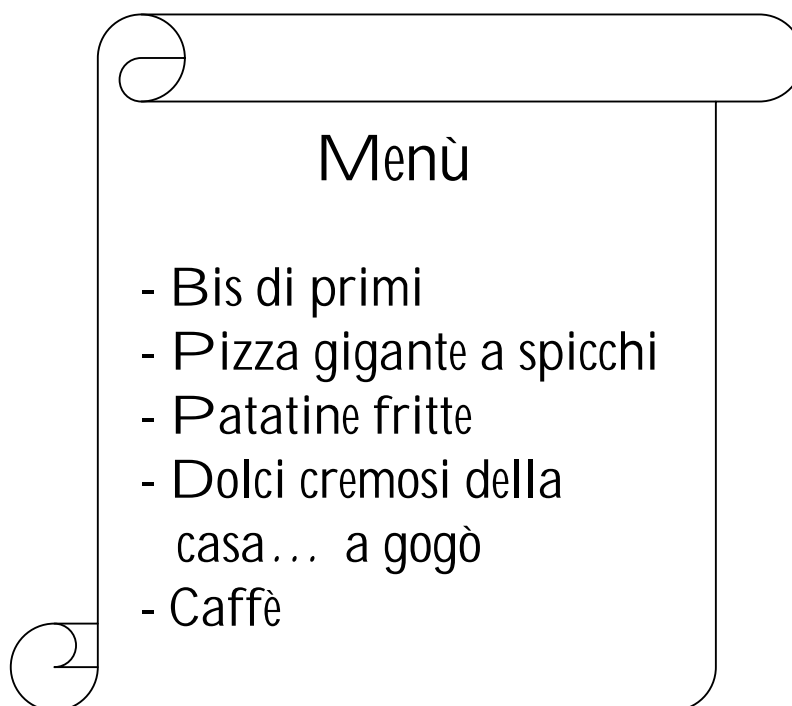 Menù
- Bis di primi
- Pizza gigante a spicchi
- Patatine fritte
- Dolci cremosi della
casa... a gogò
- Caffè